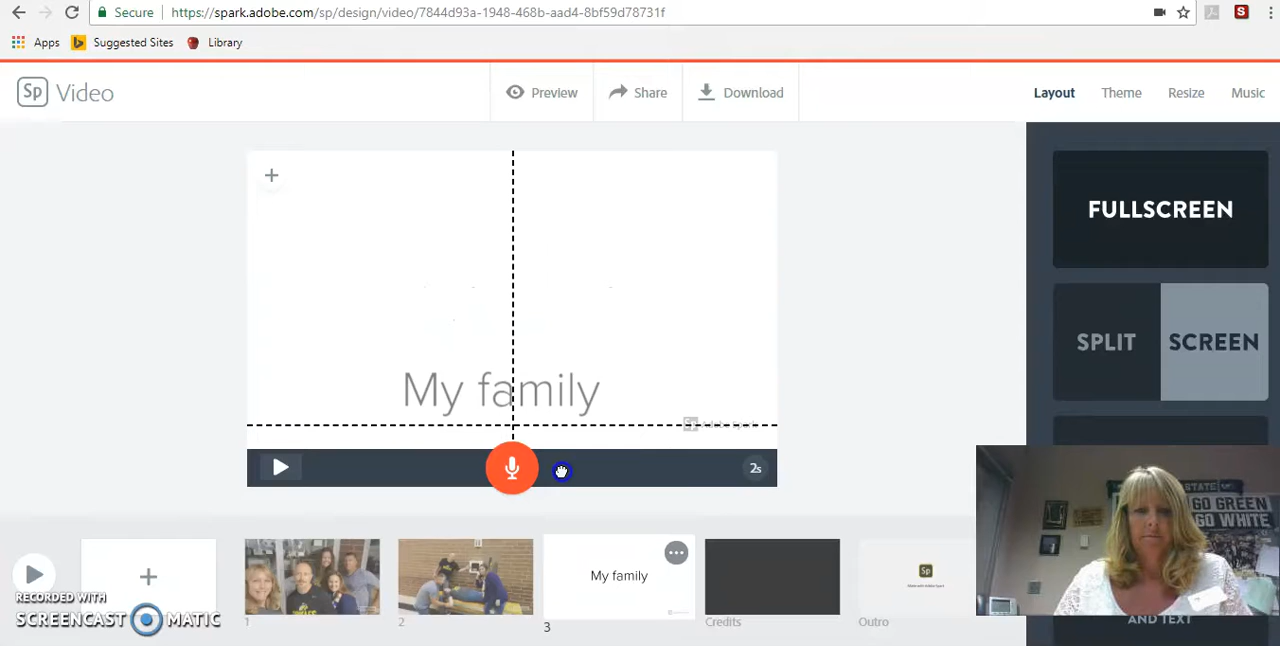 Secure
https://spark.adobe.com/sp/design/video/7844d93a-1948-468b-aad4-8bf59d78731f
S
Apps
Suggested Sites
Library
Sp Video
Preview
Share
Download
Layout
Theme
Resize
Music
FULLSCREEN
SPLIT SCREEN
My family
2s
STATE
GO GREEN
GO WHITE
My family
Sp
1
2
3
Credits
Outro
AND TEXT
RECORDED WITH
SCREENCAST MATIC